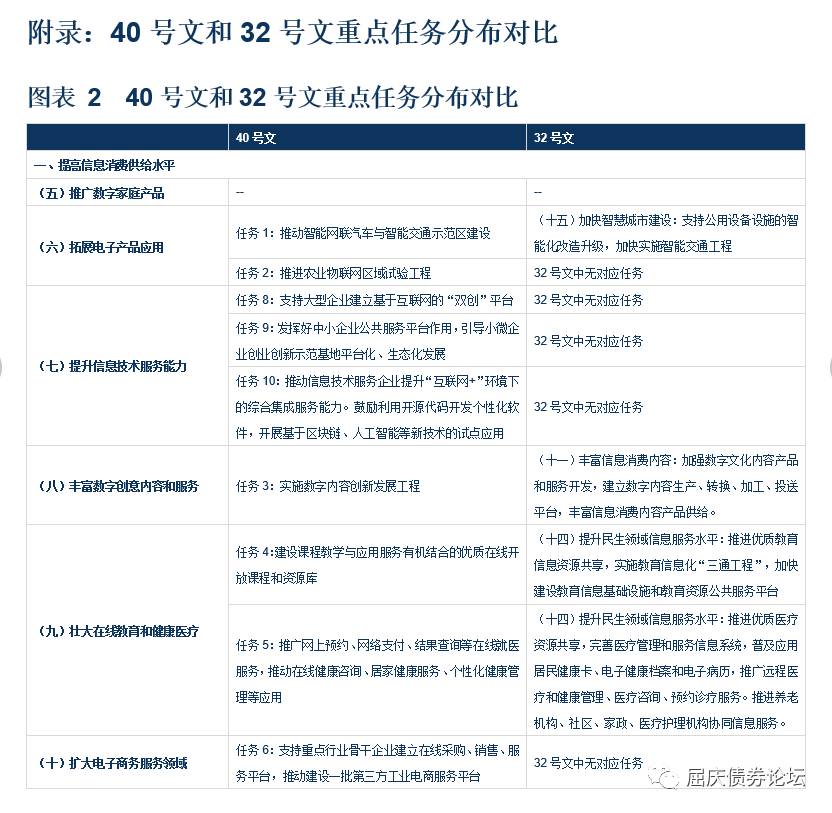 附录：40 号文和 32 号文重点任务分布对比
图表 2 40 号文和 32 号文重点任务分布对比
40 号文 32 号文
一、提高信息消费供给水平
（五）推广数字家庭产品 -- --
（六）拓展电子产品应用
任务 1：推动智能网联汽车与智能交通示范区建设
（十五）加快智慧城市建设：支持公用设备设施的智
能化改造升级，加快实施智能交通工程
任务 2：推进农业物联网区域试验工程
32 号文中无对应任务
（七）提升信息技术服务能力
任务 8：支持大型企业建立基于互联网的“双创”平台
32 号文中无对应任务
任务 9：发挥好中小企业公共服务平台作用，引导小微企
业创业创新示范基地平台化、生态化发展
32 号文中无对应任务
任务 10：推动信息技术服务企业提升“互联网+”环境下
的综合集成服务能力。鼓励利用开源代码开发个性化软
件，开展基于区块链、人工智能等新技术的试点应用
32 号文中无对应任务
（八）丰富数字创意内容和服务
任务 3：实施数字内容创新发展工程
（十一）丰富信息消费内容：加强数字文化内容产品
和服务开发，建立数字内容生产、转换、加工、投送
平台，丰富信息消费内容产品供给。
（九）壮大在线教育和健康医疗
任务 4:建设课程教学与应用服务有机结合的优质在线开
放课程和资源库
（十四）提升民生领域信息服务水平：推进优质教育
信息资源共享，实施教育信息化“三通工程”，加快
建设教育信息基础设施和教育资源公共服务平台
任务 5：推广网上预约、网络支付、结果查询等在线就医
服务，推动在线健康咨询、居家健康服务、个性化健康管
理等应用
（十四）提升民生领域信息服务水平：推进优质医疗
资源共享，完善医疗管理和服务信息系统，普及应用
居民健康卡、电子健康档案和电子病历，推广远程医
疗和健康管理、医疗咨询、预约诊疗服务。推进养老
机构、社区、家政、医疗护理机构协同信息服务。
（十）扩大电子商务服务领域
任务 6：支持重点行业骨干企业建立在线采购、销售、服
务平台，推动建设一批第三方工业电商服务平台
32 号文中无对应任务
屈庆债券论坛